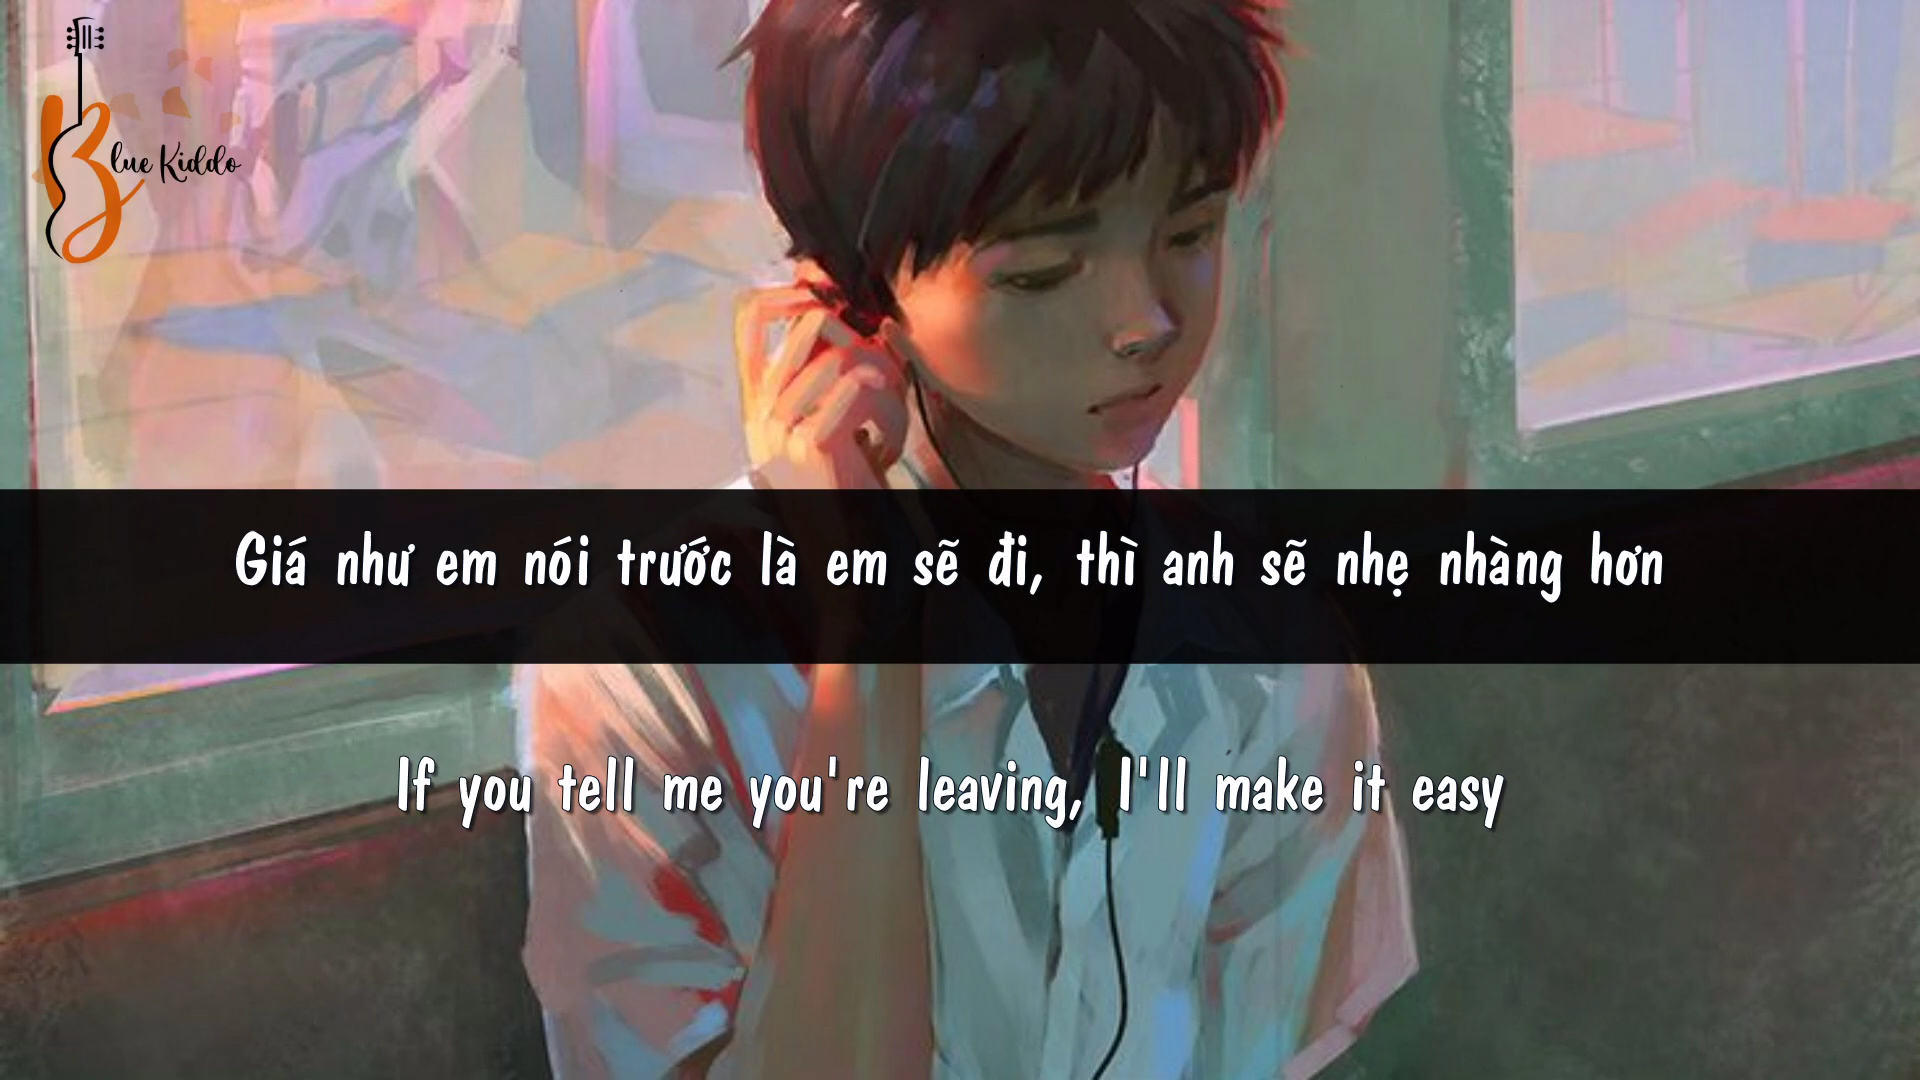 Blue Kiddo
Giá như em nói trước là em sẽ đi, thì anh sẽ nhẹ nhàng hơn
If you tell me you're leaving, I'll make it easy